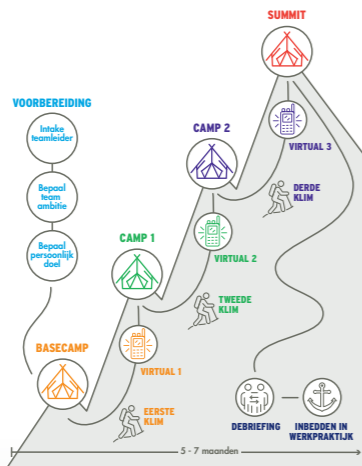 SUMMIT
VOORBEREIDING
Intake
teamleider
Bepaal
team
ambitie
Bepaal
persoonlijk
doel
CAMP 2
VIRTUAL 3
DERDE
KLIM
CAMP 1
VIRTUAL 2
TWEEDE
KLIM
BASECAMP
VIRTUAL 1
EERSTE
KLIM
DEBRIEFING
INBEDDEN IN
WERKPRAKTIJK
5 - 7 maanden